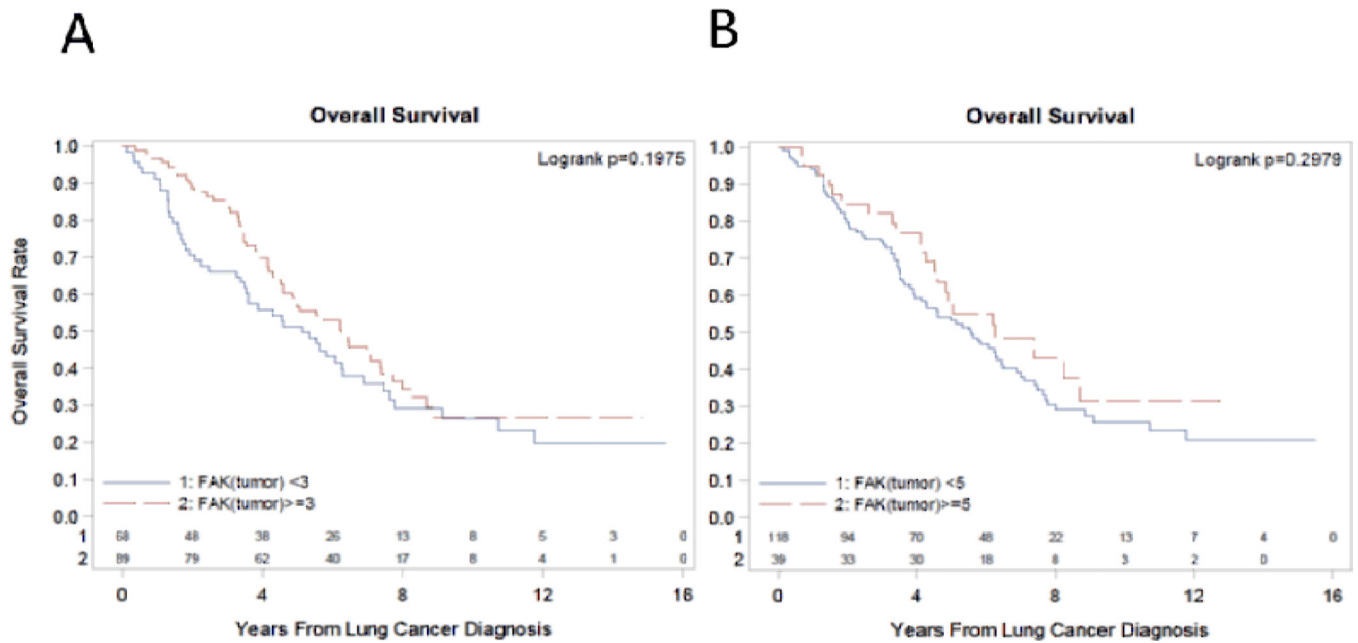 A
Overall Survival
Logrank p=0.1975
Overall Survival Rate
1.0
0.9
0.8
0.7
0.6
0.5
0.4
0.3
0.2
0.1
0.0
1: FAK(tumor) <3
2: FAK(tumor)>=3
1 68 48 38 26 13 8 5 3 0
2 89 79 62 40 17 8 4 1 0
0 4 8 12 16
Years From Lung Cancer Diagnosis
B
Overall Survival
Logrank p=0.2979
1.0
0.9
0.8
0.7
0.6
0.5
0.4
0.3
0.2
0.1
0.0
1: FAK(tumor) <5
2: FAK(tumor)>=5
1 118 94 70 48 22 13 7 4 0
2 39 33 30 18 8 3 2 0
0 4 8 12 16
Years From Lung Cancer Diagnosis